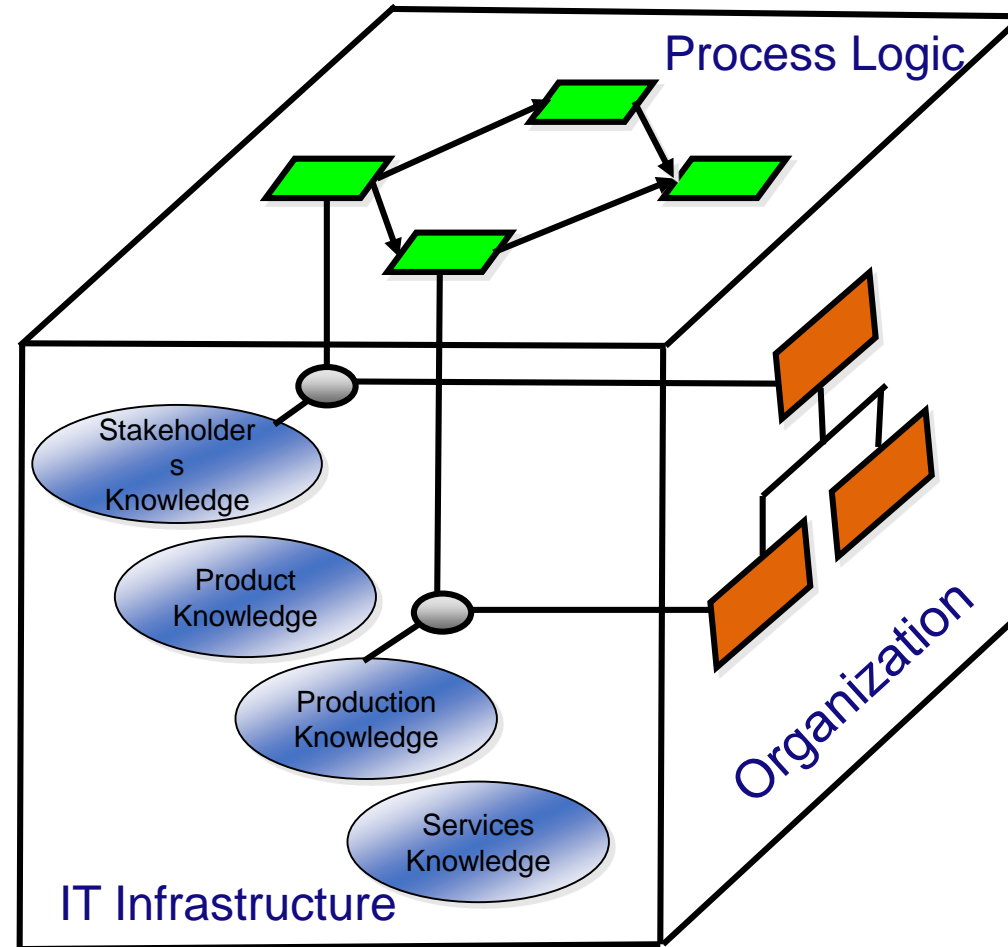 Process Logic
Stakeholder
s
Knowledge
Product
Knowledge
Production
Knowledge
Services
Knowledge
Organization
IT Infrastructure